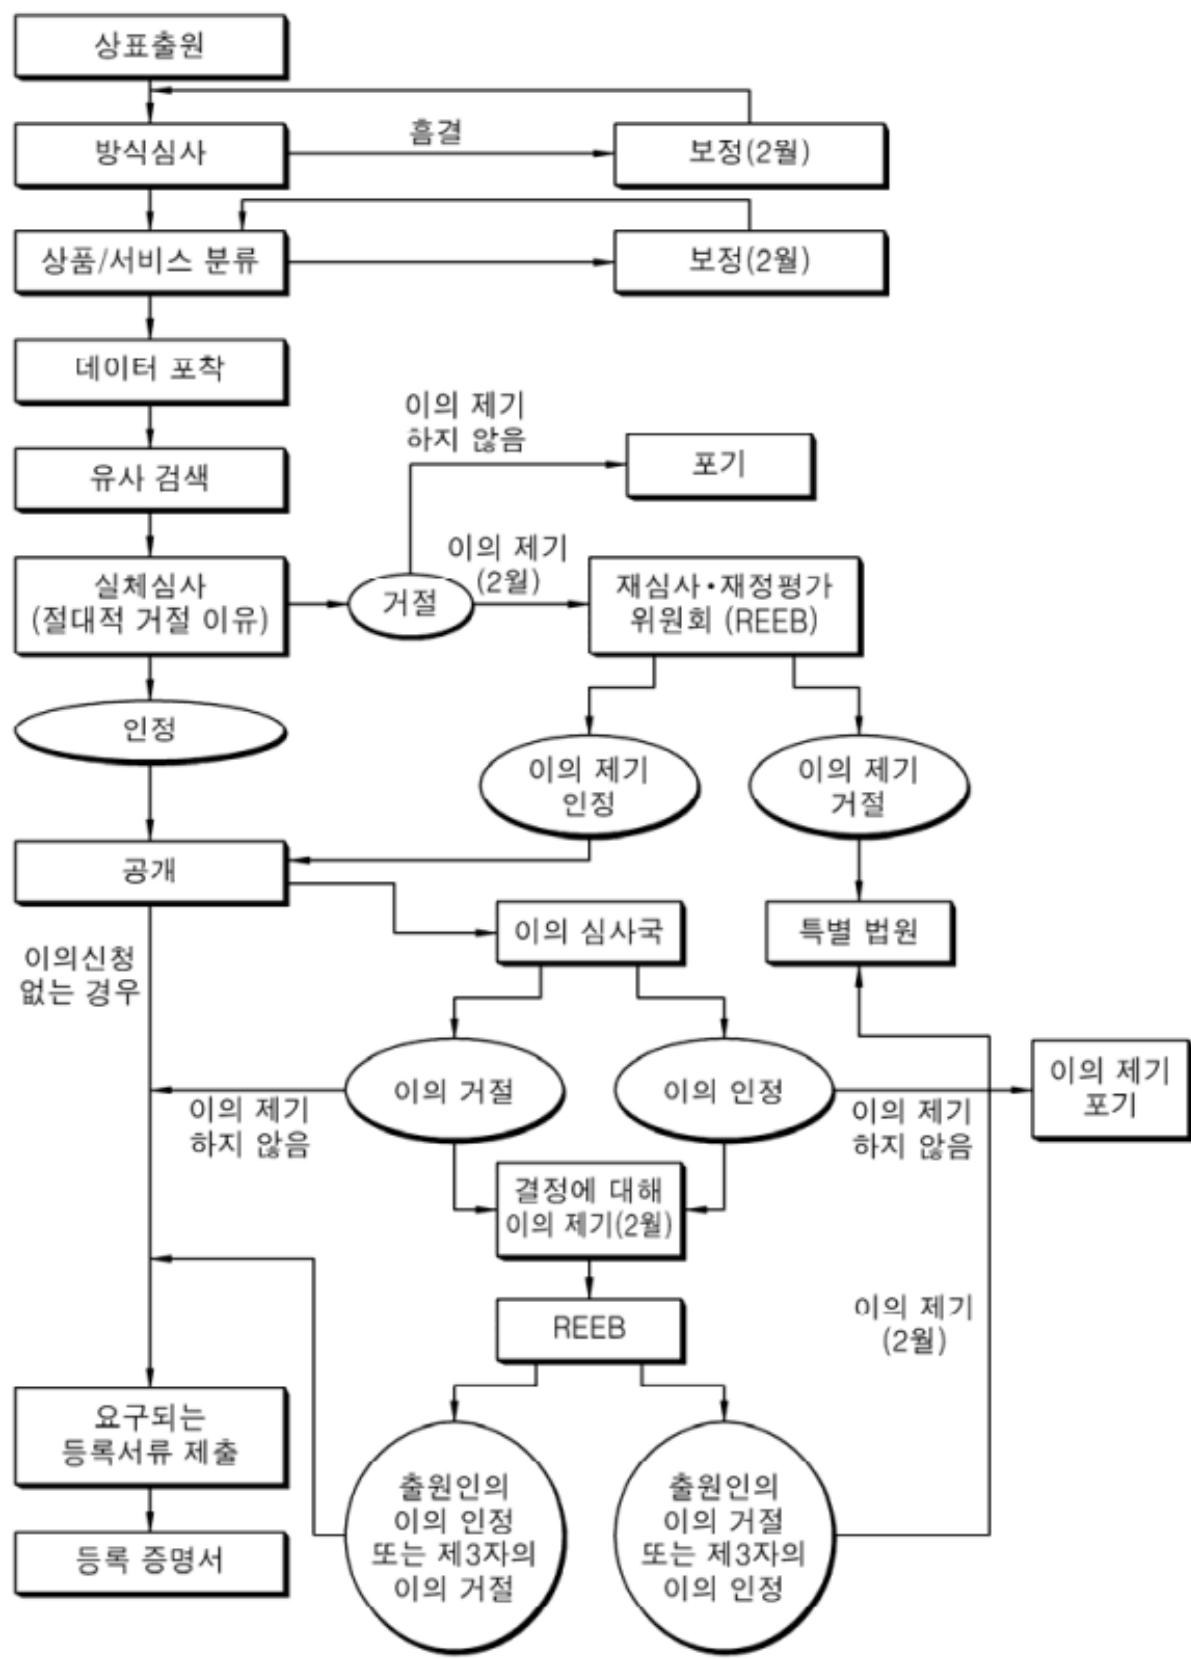 상표출원
방식심사
흠결
보정(2월)
상품/서비스 분류
보정(2월)
데이터 포착
유사 검색
이의 제기
하지 않음
포기
실체심사
(절대적 거절 이유)
거절
이의 제기
(2월)
재심사·재정평가
위원회 (REEB)
인정
이의 제기
인정
이의 제기
거절
공개
이의 심사국
특별 법원
이의신청
없는 경우
이의 거절
이의 인정
이의 제기
하지 않음
이의 제기
하지 않음
이의 제기
포기
결정에 대해
이의 제기(2월)
REEB
이의 제기
(2월)
요구되는
등록서류 제출
출원인의
이의 인정
또는 제3자의
이의 거절
출원인의
이의 거절
또는 제3자의
이의 인정
등록 증명서